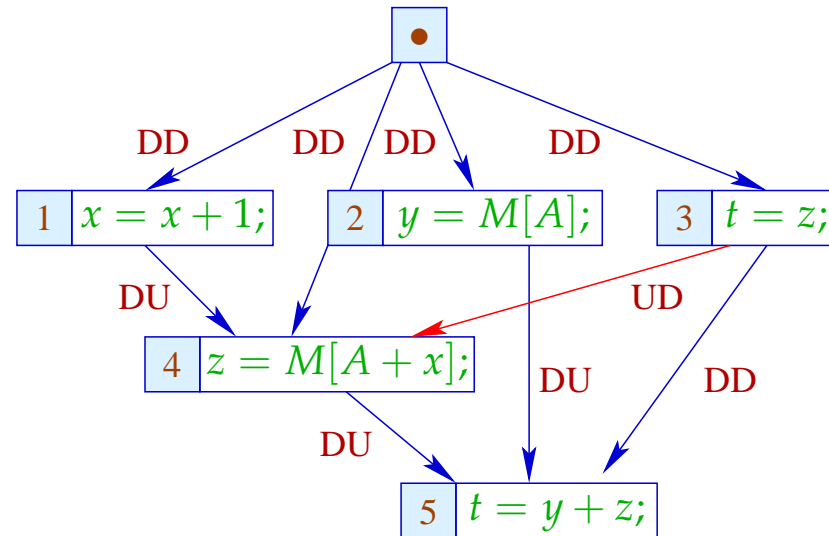 •
DD DD DD DD
1 x = x + 1; 2 y = M[A]; 3 t = z;
DU UD
4 z = M[A + x]; DU DD
DU
5 t = y + z;